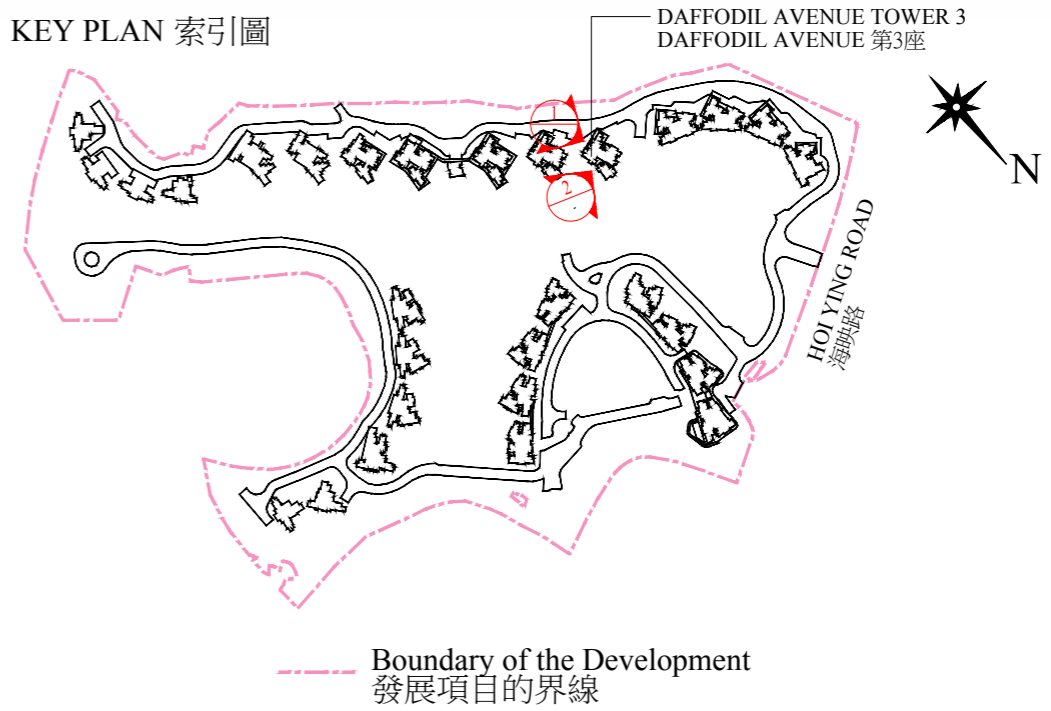 KEY PLAN 索引圖
DAFFODIL AVENUE TOWER 3
DAFFODIL AVENUE 第3座
1
2
N
HOI YING ROAD
海映路
Boundary of the Development
發展項目的界線